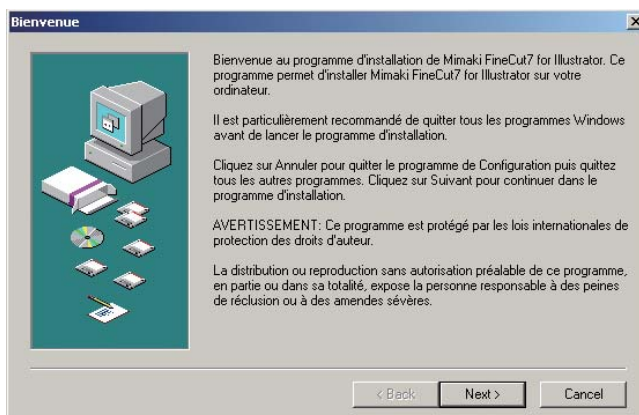 Bienvenue
Bienvenue au programme d'installation de Mimaki FineCut7 for Illustrator. Ce
programme permet d'installer Mimaki FineCut7 for Illustrator sur votre
ordinateur.
Il est particulièrement recommandé de quitter tous les programmes Windows
avant de lancer le programme d'installation.
Cliquez sur Annuler pour quitter le programme de Configuration puis quittez
tous les autres programmes. Cliquez sur Suivant pour continuer dans le
programme d'installation.
AVERTISSEMENT: Ce programme est protégé par les lois internationales de
protection des droits d'auteur.
La distribution ou reproduction sans autorisation préalable de ce programme,
en partie ou dans sa totalité, expose la personne responsable à des peines
de réclusion ou à des amendes sévères.
< Back Next > Cancel